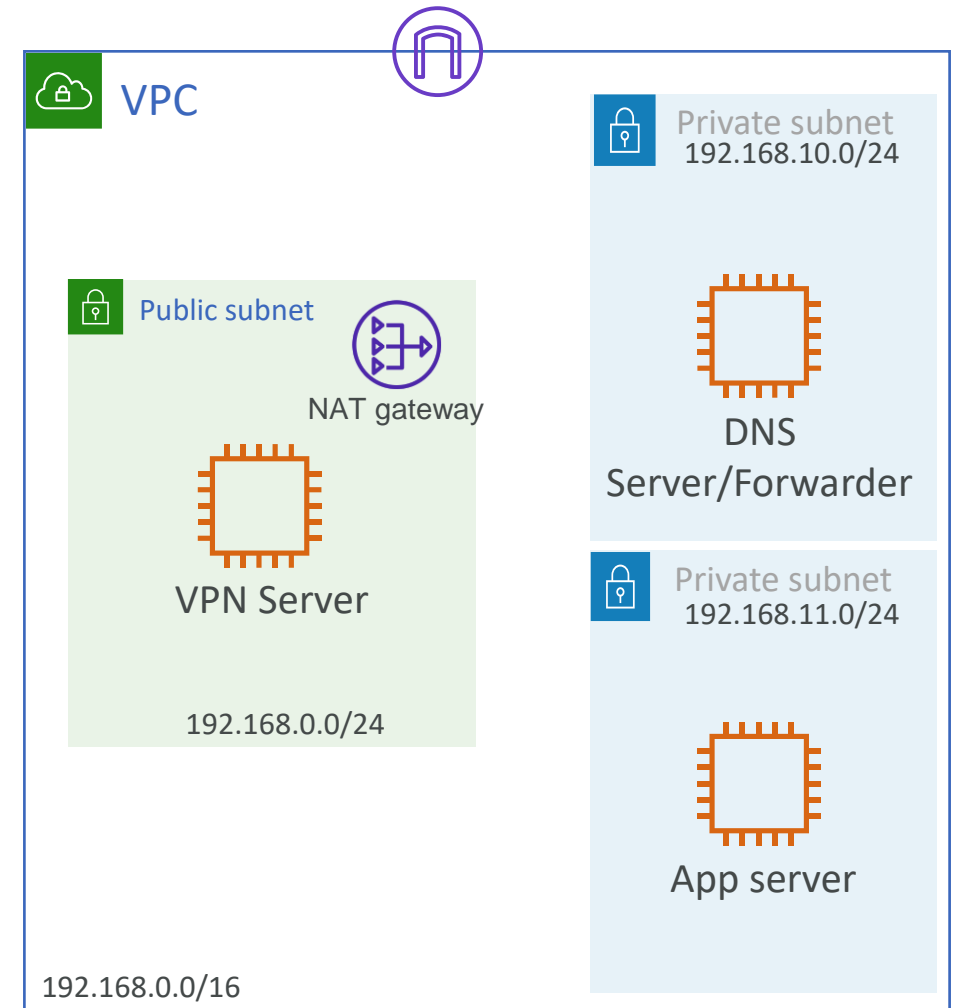 VPC
Private subnet
192.168.10.0/24
Public subnet
NAT gateway
DNS
Server/Forwarder
VPN Server
Private subnet
192.168.11.0/24
192.168.0.0/24
App server
192.168.0.0/16